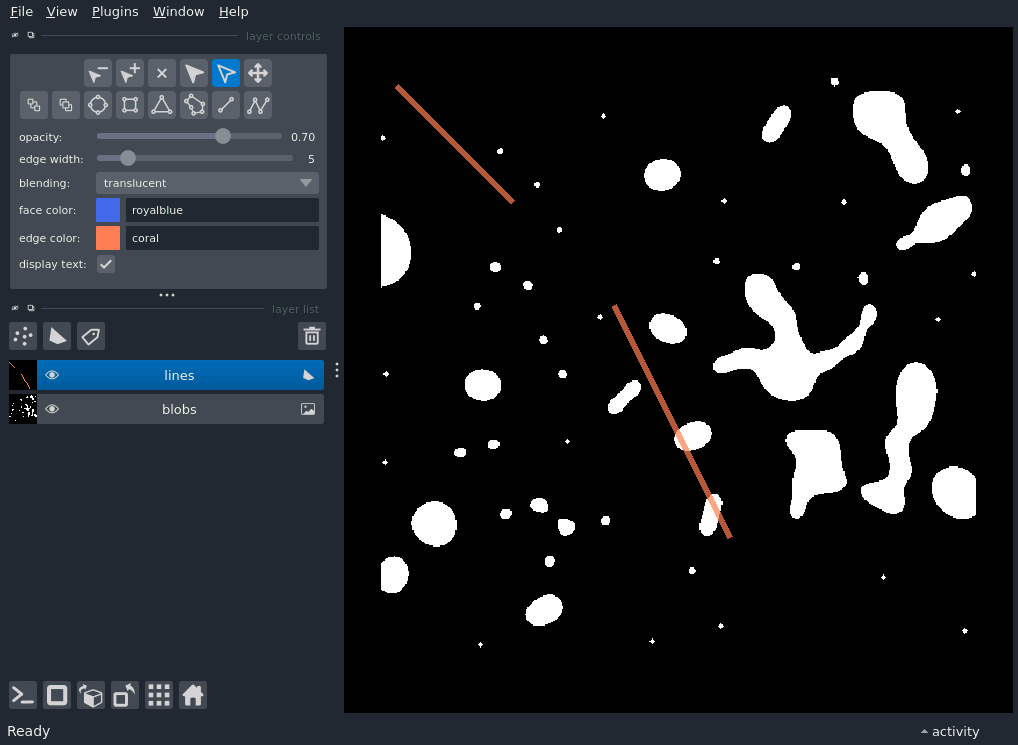 File View Plugins Window Help
layer controls
opacity: 0.70
edge width: 5
blending: translucent
face color: royalblue
edge color: coral
display text:
layer list
lines
blobs
Ready activity